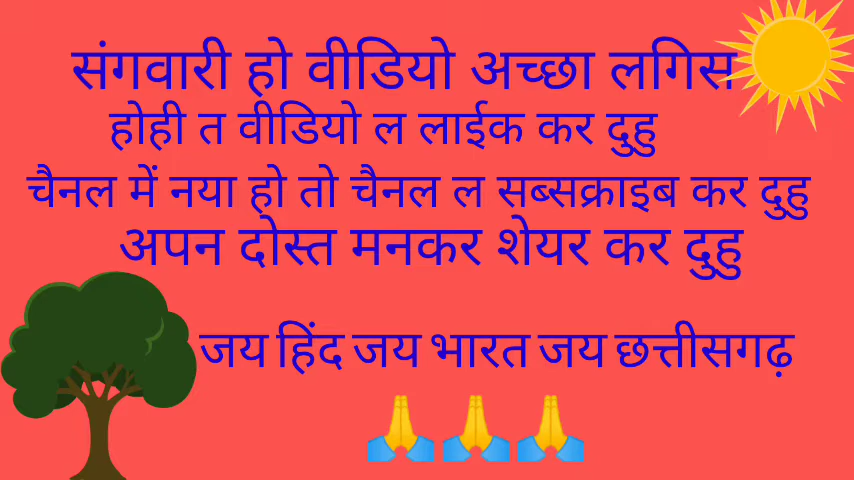 संगवारी हो वीडियो अच्छा लगिस
होही त वीडियो ल लाईक कर दुहु
चैनल में नया हो तो चैनल ल सब्सक्राइब कर दुहु
अपन दोस्त मनकर शेयर कर दुहु
जय हिंद जय भारत जय छत्तीसगढ़